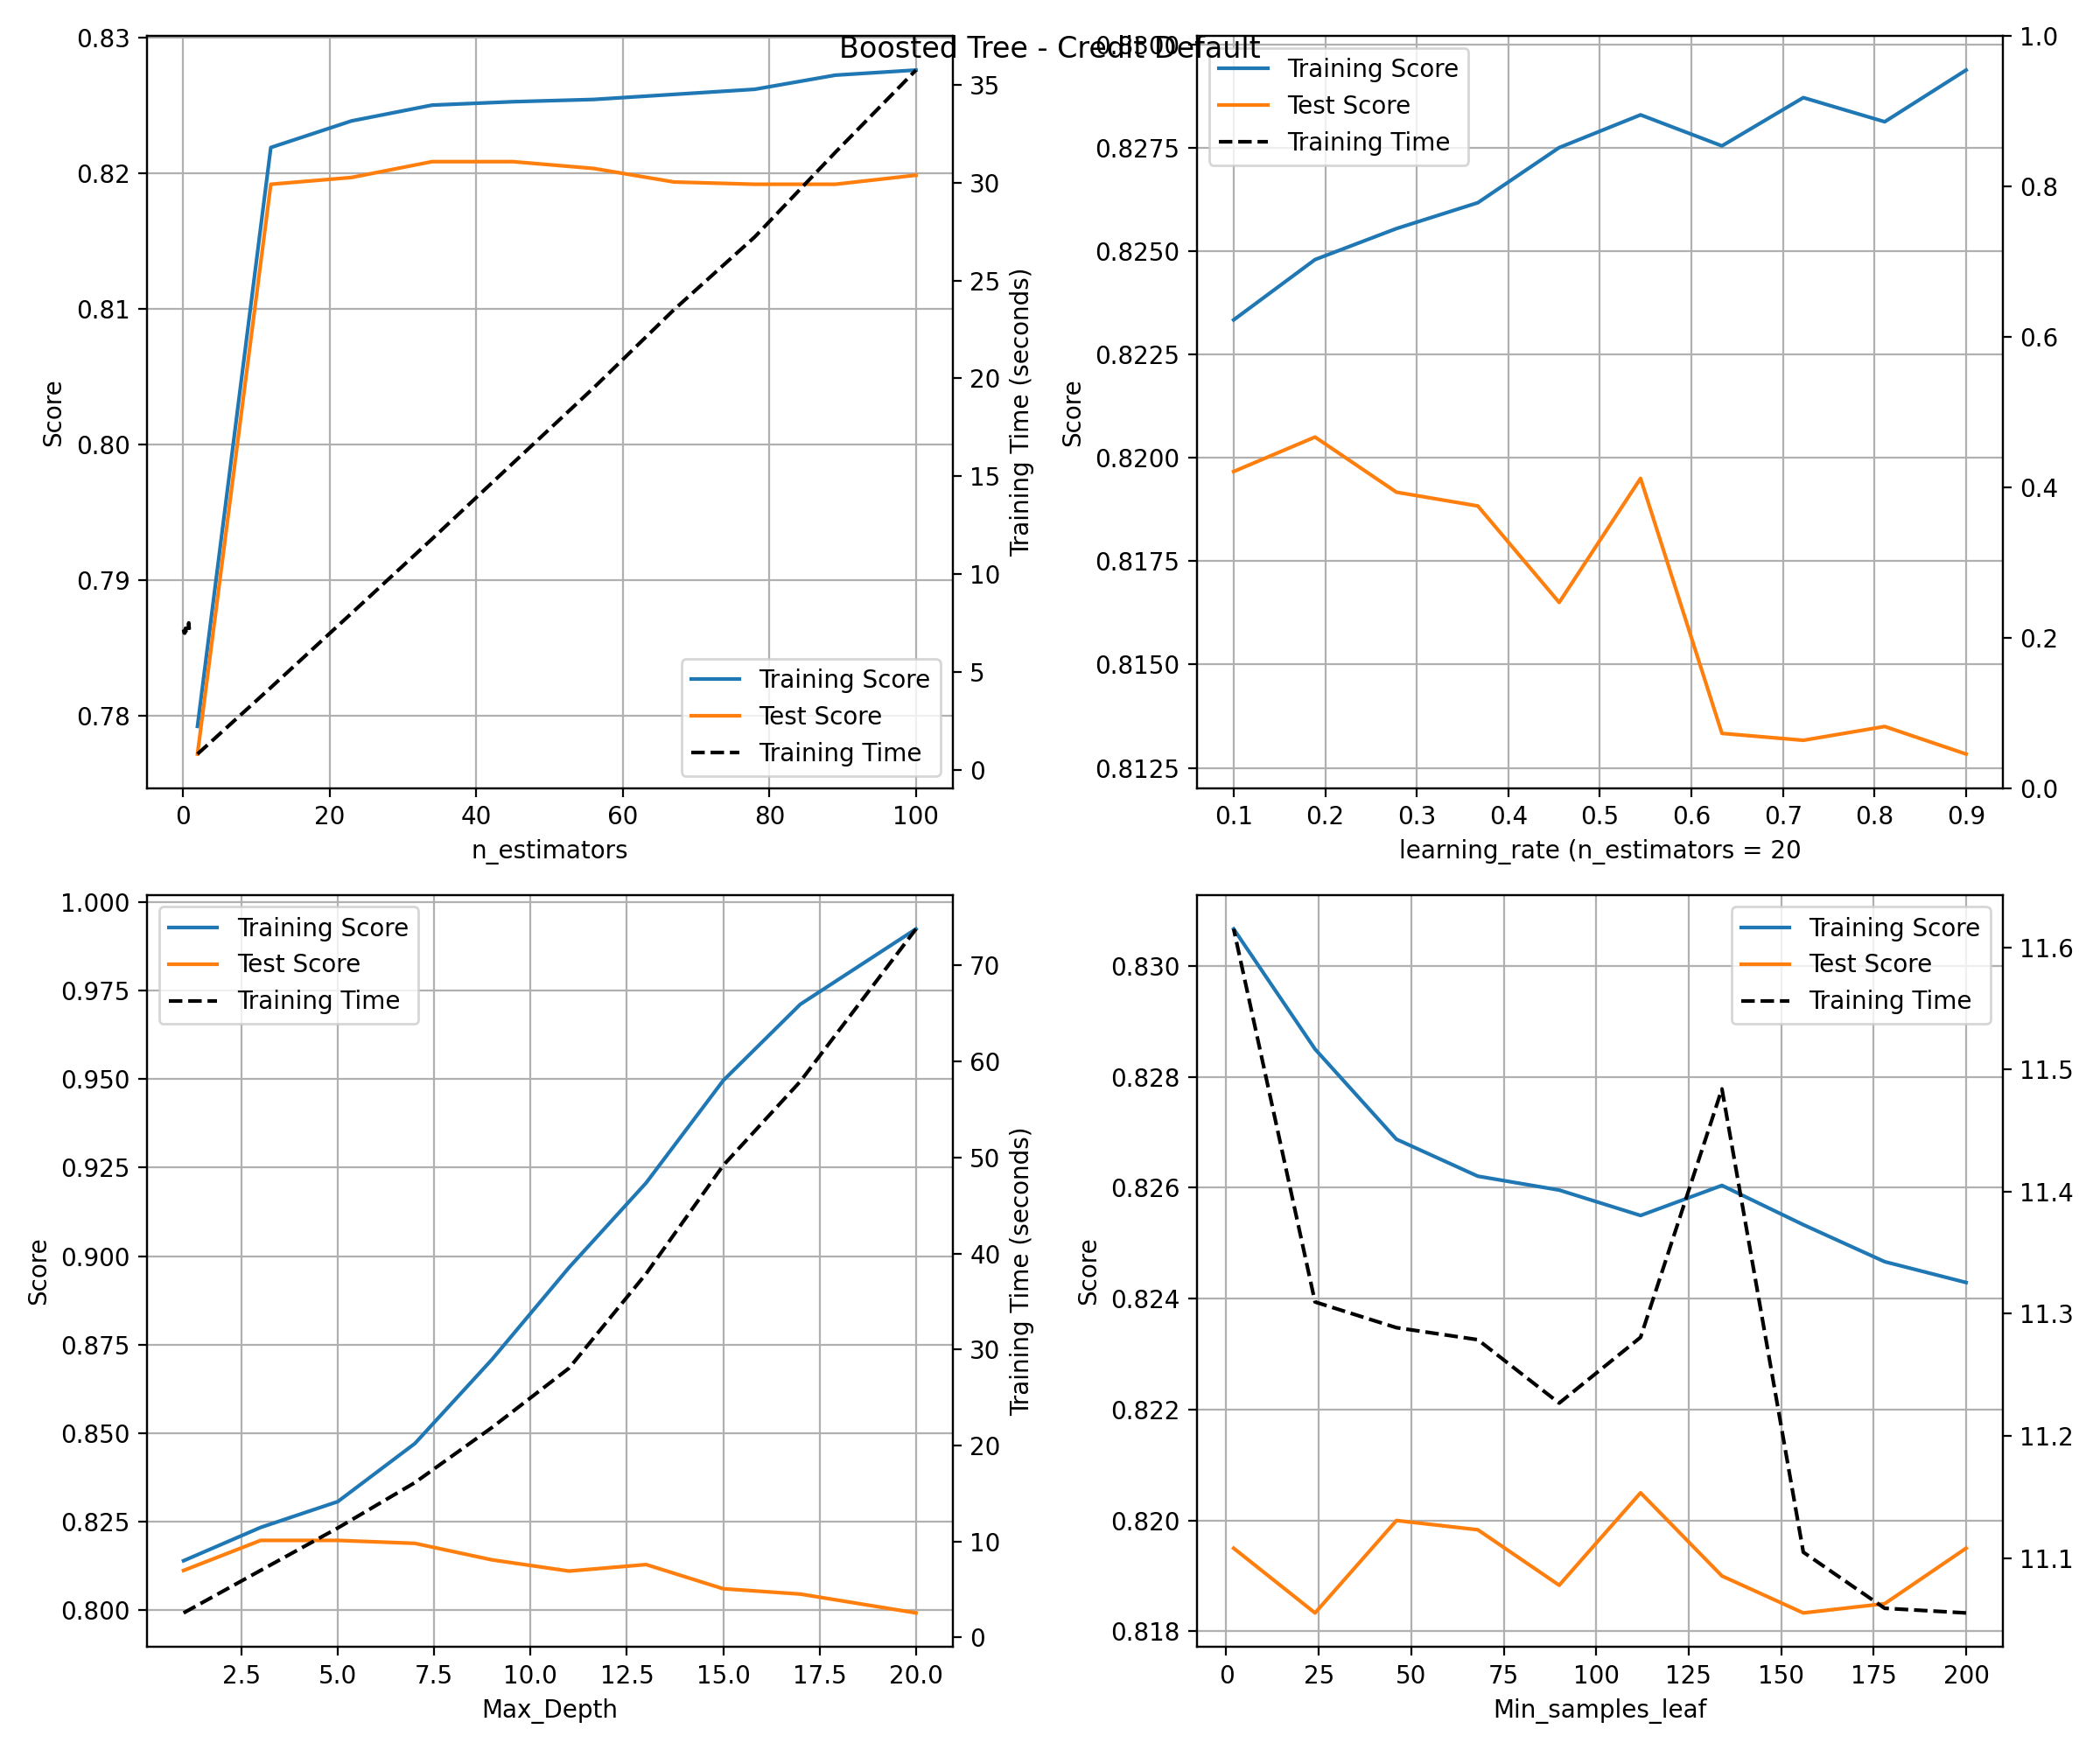 Boosted Tree - Credit Default
0.83
0.82
0.81
0.80
0.79
0.78
Score
35
30
25
20
15
10
5
0
Training Time (seconds)
Training Score
Test Score
Training Time
0 20 40 60 80 100
n_estimators
0.8300
0.8275
0.8250
0.8225
0.8200
0.8175
0.8150
0.8125
Score
1.0
0.8
0.6
0.4
0.2
0.0
Training Score
Test Score
Training Time
0.1 0.2 0.3 0.4 0.5 0.6 0.7 0.8 0.9
learning_rate (n_estimators = 20
1.000
0.975
0.950
0.925
0.900
0.875
0.850
0.825
0.800
Score
70
60
50
40
30
20
10
0
Training Time (seconds)
Training Score
Test Score
Training Time
2.5 5.0 7.5 10.0 12.5 15.0 17.5 20.0
Max_Depth
0.830
0.828
0.826
0.824
0.822
0.820
0.818
Score
11.6
11.5
11.4
11.3
11.2
11.1
Training Score
Test Score
Training Time
0 25 50 75 100 125 150 175 200
Min_samples_leaf